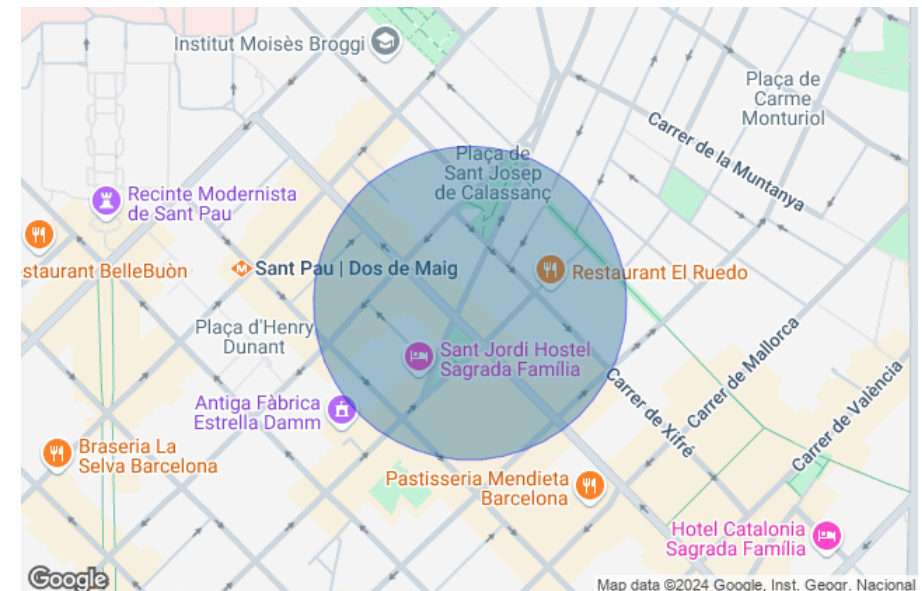 Institut Moisès Broggi
Plaça de
Carme
Monturiol
Carrer de la Muntanya
Plaça de
Sant Josep
de Calassanç
Recinte Modernista
de Sant Pau
staurant BelleBuòn
Sant Pau | Dos de Maig
Restaurant El Ruedo
Plaça d'Henry
Dunant
Sant Jordi Hostel
Sagrada Família
Carrer de Mallorca
Carrer de Xifré
Carrer de València
Antiga Fàbrica
Estrella Damm
Braseria La
Selva Barcelona
Pastisseria Mendieta
Barcelona
Hotel Catalonia
Sagrada Família
Google
Map data ©2024 Google, Inst. Geogr. Nacional